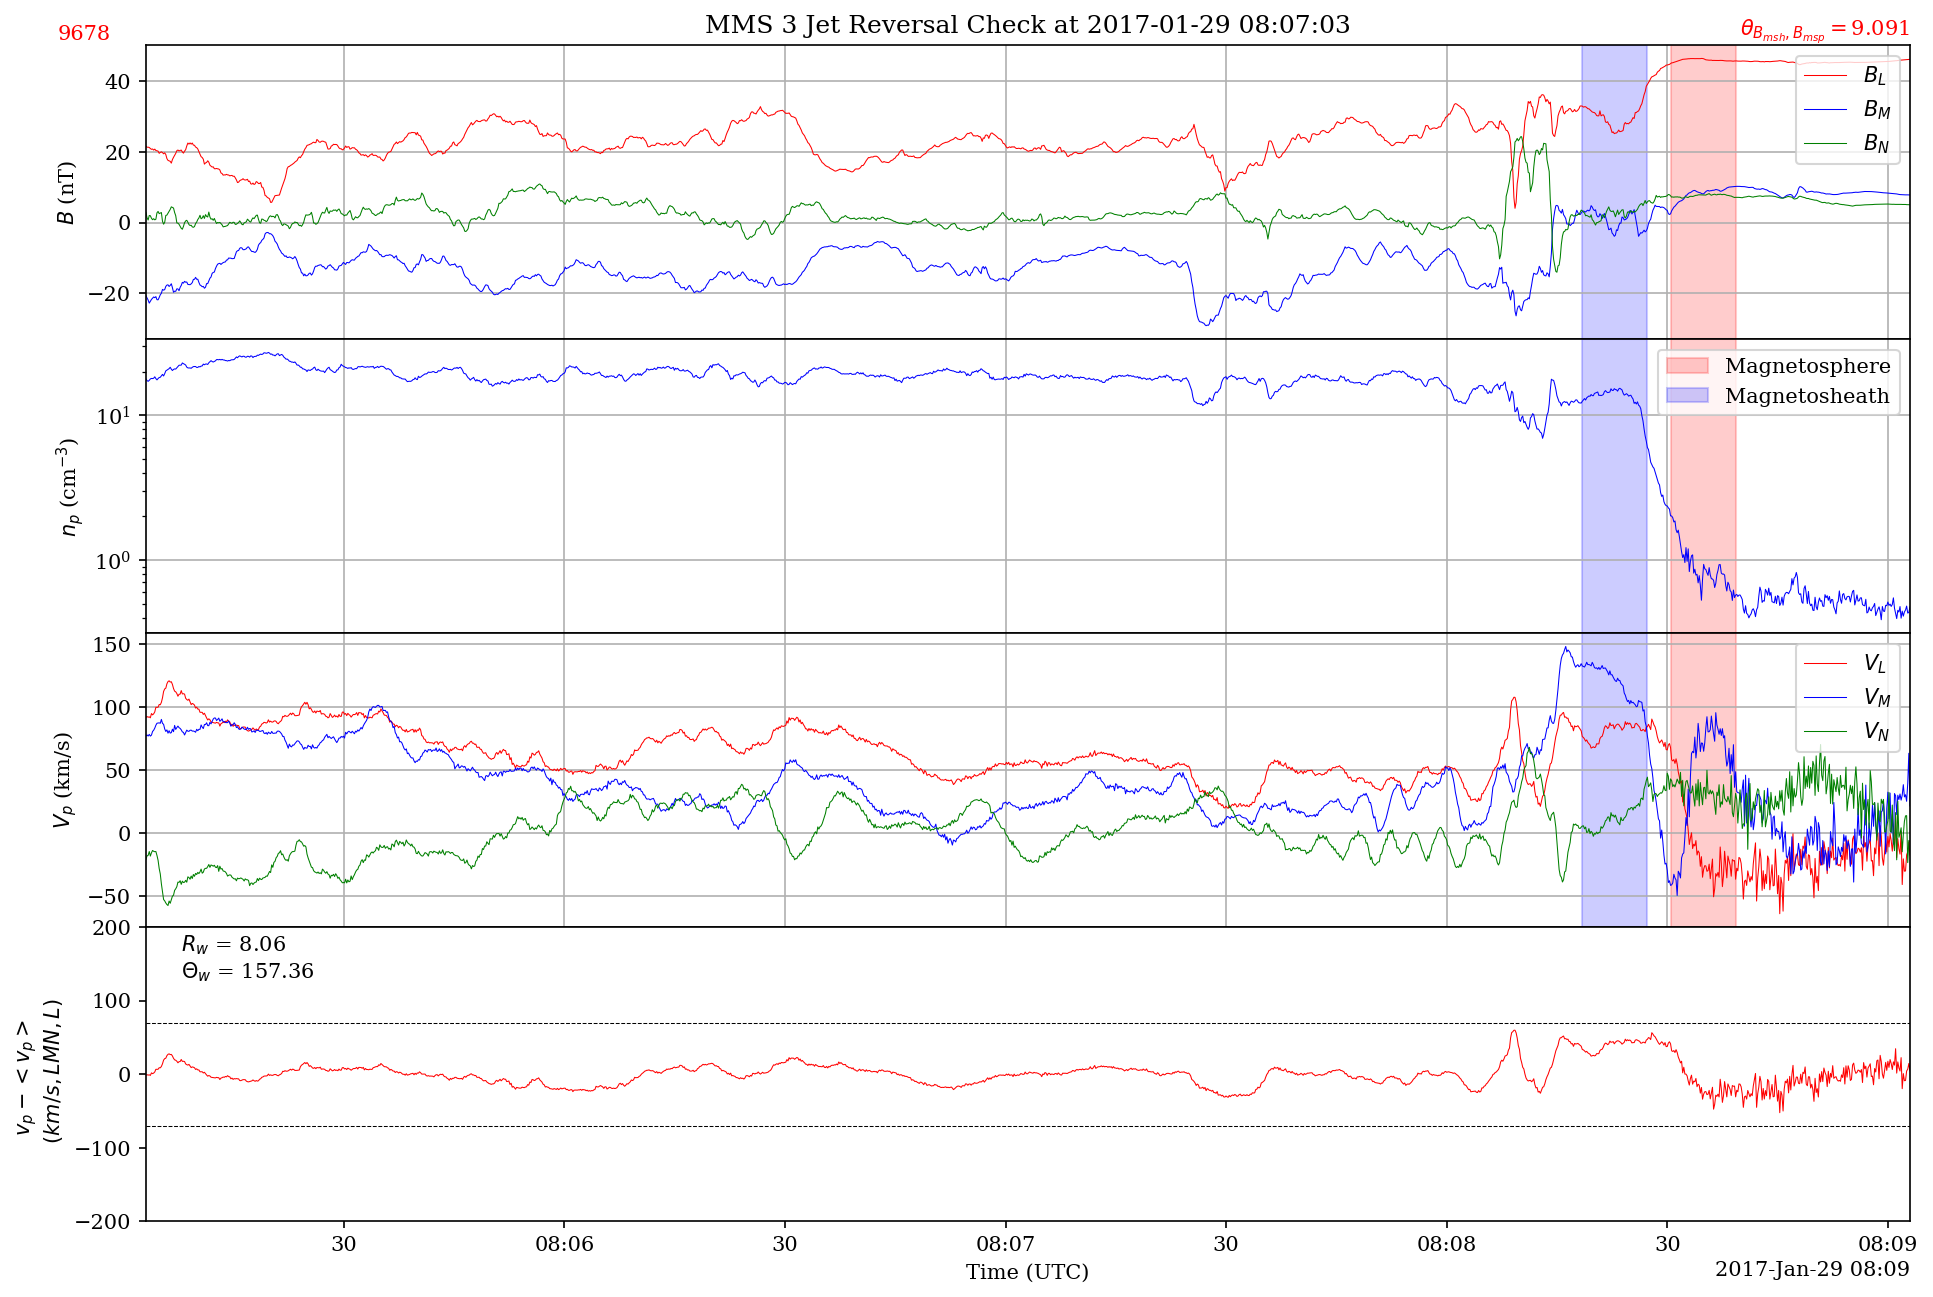 MMS 3 Jet Reversal Check at 2017-01-29 08:07:03
9678
θ_{B_{msh}, B_{msp}} = 9.091
40
20
0
−20
B (nT)
B_L
B_M
B_N
10^1
10^0
n_p (cm^{−3})
Magnetosphere
Magnetosheath
150
100
50
0
−50
V_p (km/s)
V_L
V_M
V_N
200
100
0
−100
−200
v_p − < v_p >
(km/s, LMN, L)
R_w = 8.06
Θ_w = 157.36
30 08:06 30 08:07 30 08:08 30 08:09
Time (UTC)
2017-Jan-29 08:09